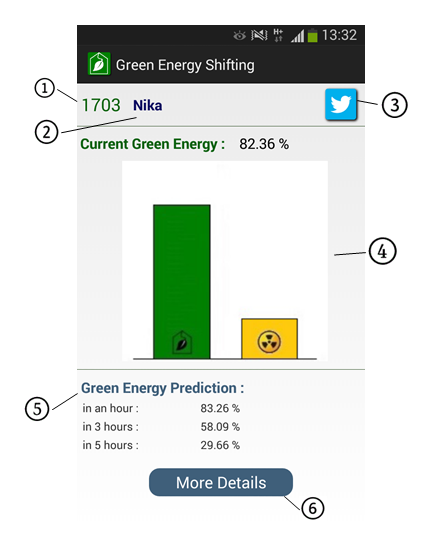 H+ 13:32
Green Energy Shifting
1
1703 Nika
2
3
Current Green Energy : 82.36 %
4
Green Energy Prediction :
5
in an hour : 83.26 %
in 3 hours : 58.09 %
in 5 hours : 29.66 %
More Details
6